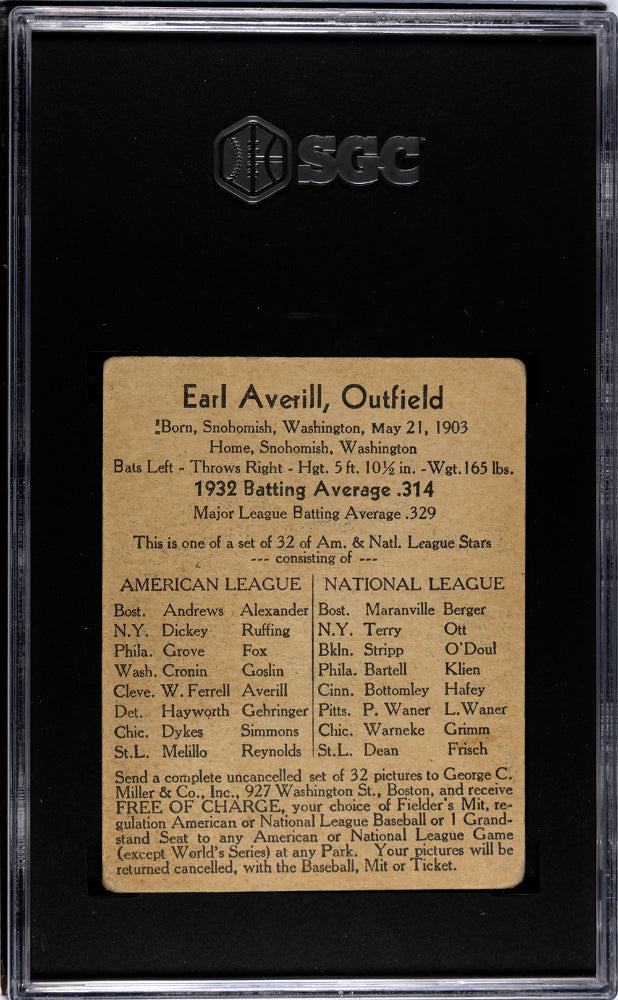 SGC
Earl Averill, Outfield
Born, Snohomish, Washington, May 21, 1903
Home, Snohomish, Washington
Bats Left - Throws Right - Hgt. 5 ft. 10½ in. - Wgt. 165 lbs.
1932 Batting Average .314
Major League Batting Average .329
This is one of a set of 32 of Am. & Natl. League Stars
--- consisting of ---
AMERICAN LEAGUE NATIONAL LEAGUE
Bost. Andrews Alexander Bost. Maranville Berger
N.Y. Dickey Ruffing N.Y. Terry Ott
Phila. Grove Fox Bkln. Stripp O'Doul
Wash. Cronin Goslin Phila. Bartell Klien
Cleve. W. Ferrell Averill Cinn. Bottomley Hafey
Det. Hayworth Gehringer Pitts. P. Waner L. Waner
Chic. Dykes Simmons Chic. Warneke Grimm
St.L. Melillo Reynolds St.L. Dean Frisch
Send a complete uncancelled set of 32 pictures to George C.
Miller & Co., Inc., 927 Washington St., Boston, and receive
FREE OF CHARGE, your choice of Fielder's Mit, re-
gulation American or National League Baseball or 1 Grand-
stand Seat to any American or National League Game
(except World's Series) at any Park. Your pictures will be
returned cancelled, with the Baseball, Mit or Ticket.